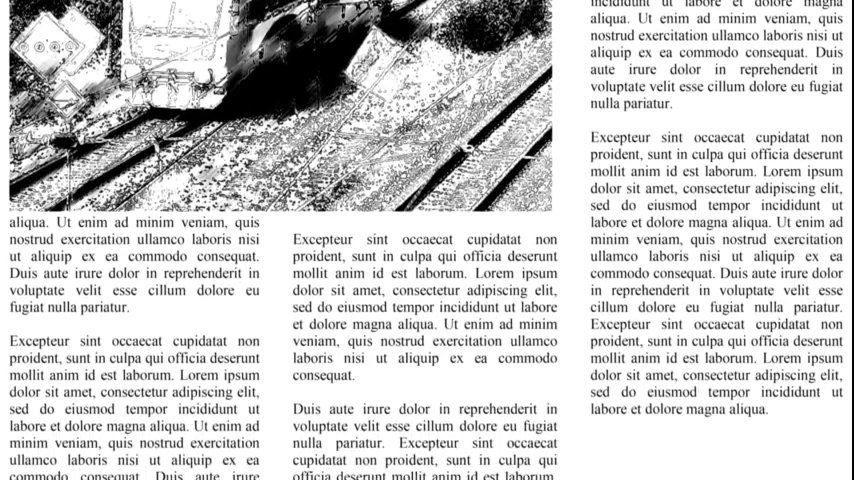 aliqua. Ut enim ad minim veniam, quis
nostrud exercitation ullamco laboris nisi
ut aliquip ex ea commodo consequat.
Duis aute irure dolor in reprehenderit in
voluptate velit esse cillum dolore eu
fugiat nulla pariatur.
Excepteur sint occaecat cupidatat non
proident, sunt in culpa qui officia deserunt
mollit anim id est laborum. Lorem ipsum
dolor sit amet, consectetur adipiscing elit,
sed do eiusmod tempor incididunt ut
labore et dolore magna aliqua. Ut enim ad
minim veniam, quis nostrud exercitation
ullamco laboris nisi ut aliquip ex ea
commodo consequat. Duis aute irure
Excepteur sint occaecat cupidatat non
proident, sunt in culpa qui officia deserunt
mollit anim id est laborum. Lorem ipsum
dolor sit amet, consectetur adipiscing elit,
sed do eiusmod tempor incididunt ut labore
et dolore magna aliqua. Ut enim ad minim
veniam, quis nostrud exercitation ullamco
laboris nisi ut aliquip ex ea commodo
consequat.
Duis aute irure dolor in reprehenderit in
voluptate velit esse cillum dolore eu fugiat
nulla pariatur. Excepteur sint occaecat
cupidatat non proident, sunt in culpa qui
officia deserunt mollit anim id est laborum.
incididunt ut labore et dolore magna
aliqua. Ut enim ad minim veniam, quis
nostrud exercitation ullamco laboris nisi ut
aliquip ex ea commodo consequat. Duis
aute irure dolor in reprehenderit in
voluptate velit esse cillum dolore eu fugiat
nulla pariatur.
Excepteur sint occaecat cupidatat non
proident, sunt in culpa qui officia deserunt
mollit anim id est laborum. Lorem ipsum
dolor sit amet, consectetur adipiscing elit,
sed do eiusmod tempor incididunt ut
labore et dolore magna aliqua. Ut enim ad
minim veniam, quis nostrud exercitation
ullamco laboris nisi ut aliquip ex ea
commodo consequat. Duis aute irure dolor
in reprehenderit in voluptate velit esse
cillum dolore eu fugiat nulla pariatur.
Excepteur sint occaecat cupidatat non
proident, sunt in culpa qui officia deserunt
mollit anim id est laborum. Lorem ipsum
dolor sit amet, consectetur adipiscing elit,
sed do eiusmod tempor incididunt ut
labore et dolore magna aliqua.